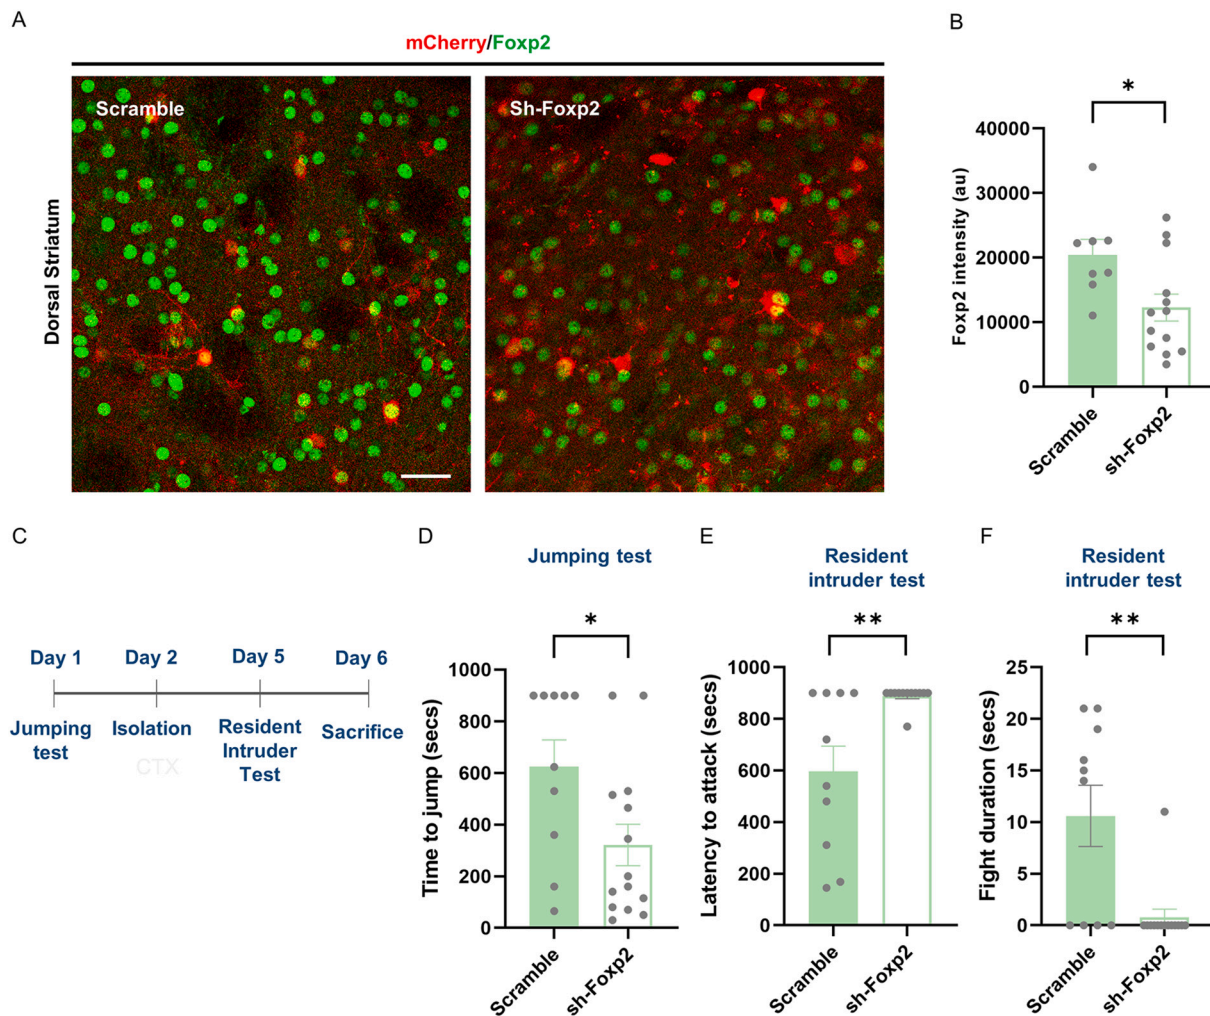 A
mCherry/Foxp2
Scramble
Sh-Foxp2
Dorsal Striatum
B
*
Foxp2 intensity (au)
40000
30000
20000
10000
0
Scramble
sh-Foxp2
C
Day 1
Day 2
Day 5
Day 6
Jumping
test
Isolation
CTX
Resident
Intruder
Test
Sacrifice
D
Jumping test
*
Time to jump (secs)
1000
800
600
400
200
0
Scramble
sh-Foxp2
E
Resident
intruder test
**
Latency to attack (secs)
1000
800
600
400
200
0
Scramble
sh-Foxp2
F
Resident
intruder test
**
Fight duration (secs)
25
20
15
10
5
0
Scramble
sh-Foxp2